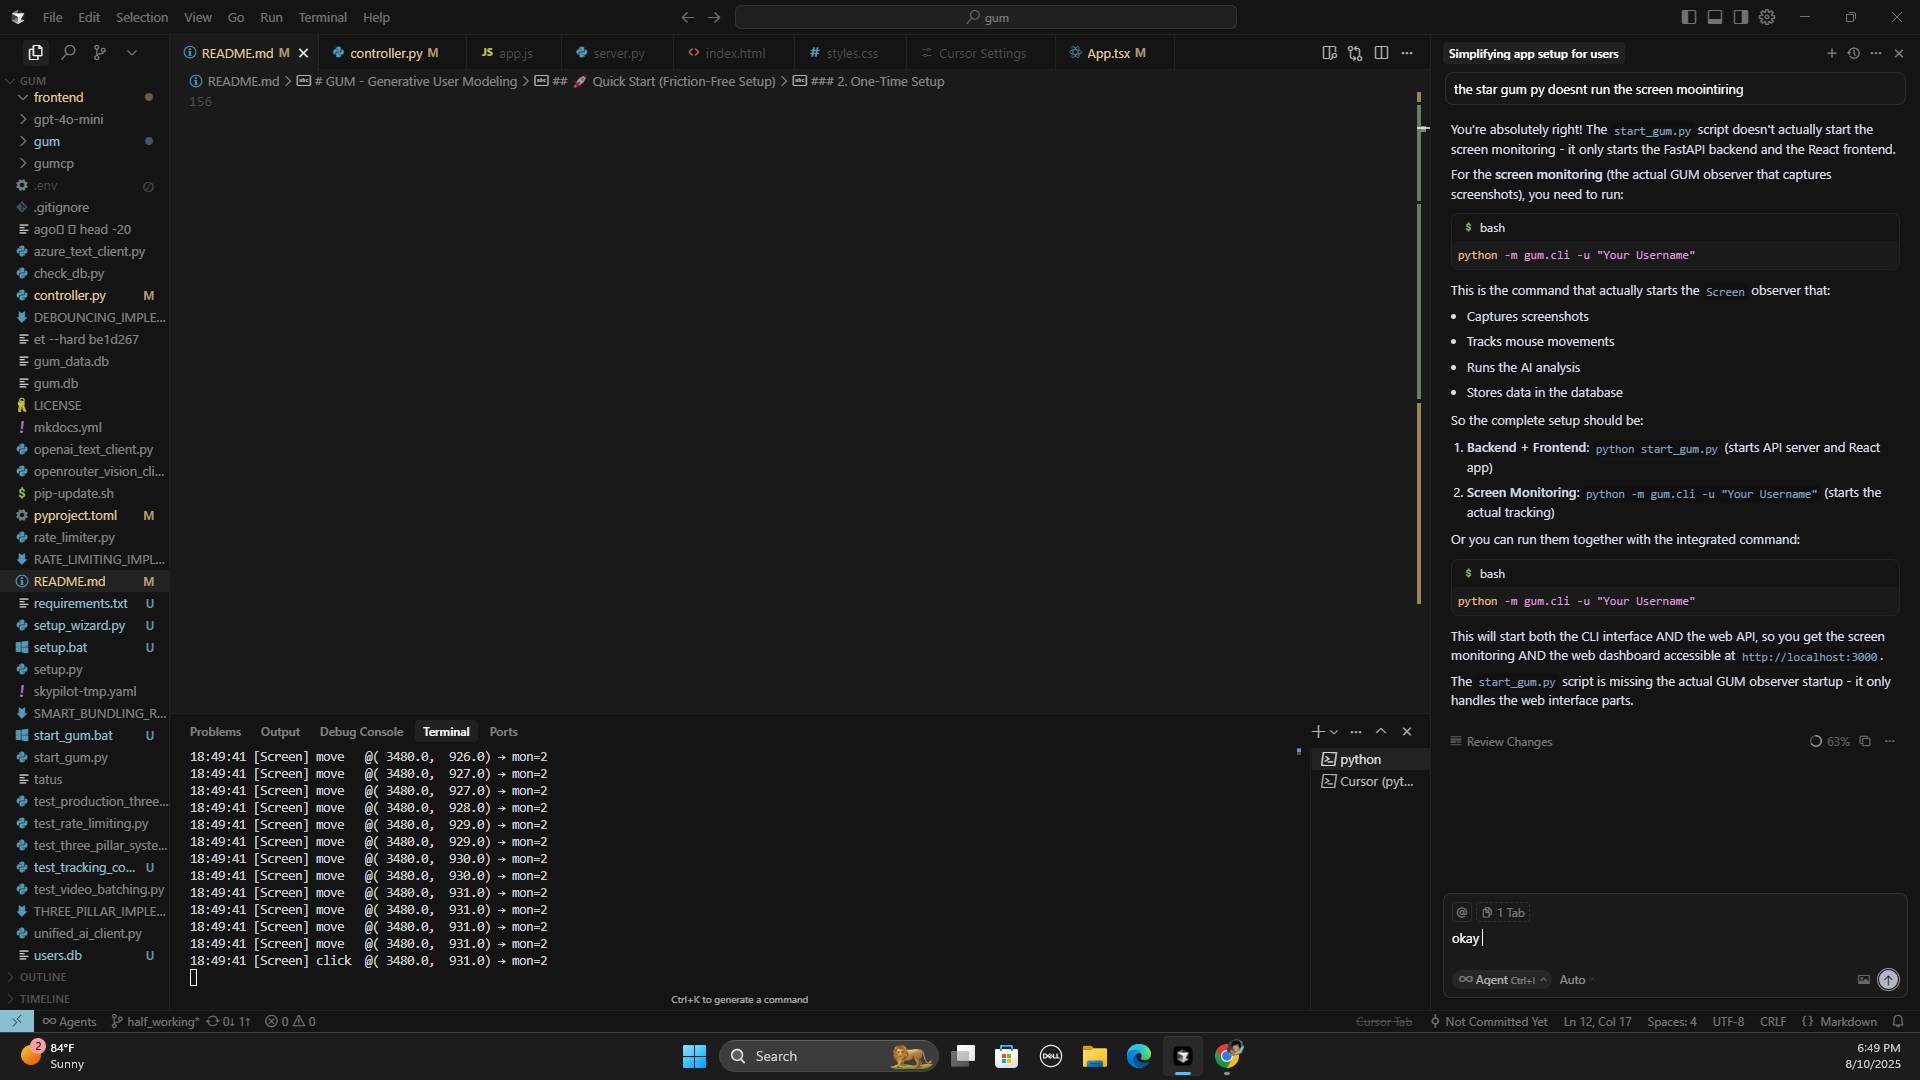 File Edit Selection View Go Run Terminal Help
gum
README.md M
controller.py M
JS app.js
server.py
<> index.html
# styles.css
Cursor Settings
App.tsx M
README.md > # GUM - Generative User Modeling > ## 🚀 Quick Start (Friction-Free Setup) > ### 2. One-Time Setup
156
GUM
frontend
gpt-4o-mini
gum
gumcp
.env
.gitignore
ago▯ ▯ head -20
azure_text_client.py
check_db.py
controller.py M
DEBOUNCING_IMPLE...
et --hard be1d267
gum_data.db
gum.db
LICENSE
mkdocs.yml
openai_text_client.py
openrouter_vision_cli...
pip-update.sh
pyproject.toml M
rate_limiter.py
RATE_LIMITING_IMPL...
README.md M
requirements.txt U
setup_wizard.py U
setup.bat U
setup.py
skypilot-tmp.yaml
SMART_BUNDLING_R...
start_gum.bat U
start_gum.py
tatus
test_production_three...
test_rate_limiting.py
test_three_pillar_syste...
test_tracking_co... U
test_video_batching.py
THREE_PILLAR_IMPLE...
unified_ai_client.py
users.db U
OUTLINE
TIMELINE
Problems Output Debug Console Terminal Ports
18:49:41 [Screen] move @( 3480.0, 926.0) → mon=2
18:49:41 [Screen] move @( 3480.0, 927.0) → mon=2
18:49:41 [Screen] move @( 3480.0, 927.0) → mon=2
18:49:41 [Screen] move @( 3480.0, 928.0) → mon=2
18:49:41 [Screen] move @( 3480.0, 929.0) → mon=2
18:49:41 [Screen] move @( 3480.0, 929.0) → mon=2
18:49:41 [Screen] move @( 3480.0, 930.0) → mon=2
18:49:41 [Screen] move @( 3480.0, 930.0) → mon=2
18:49:41 [Screen] move @( 3480.0, 931.0) → mon=2
18:49:41 [Screen] move @( 3480.0, 931.0) → mon=2
18:49:41 [Screen] move @( 3480.0, 931.0) → mon=2
18:49:41 [Screen] move @( 3480.0, 931.0) → mon=2
18:49:41 [Screen] click @( 3480.0, 931.0) → mon=2
Ctrl+K to generate a command
python
Cursor (pyt...
Simplifying app setup for users
the star gum py doesnt run the screen moointiring
You're absolutely right! The start_gum.py script doesn't actually start the
screen monitoring - it only starts the FastAPI backend and the React frontend.
For the screen monitoring (the actual GUM observer that captures
screenshots), you need to run:
$ bash
python -m gum.cli -u "Your Username"
This is the command that actually starts the Screen observer that:
• Captures screenshots
• Tracks mouse movements
• Runs the AI analysis
• Stores data in the database
So the complete setup should be:
1. Backend + Frontend: python start_gum.py (starts API server and React
app)
2. Screen Monitoring: python -m gum.cli -u "Your Username" (starts the
actual tracking)
Or you can run them together with the integrated command:
$ bash
python -m gum.cli -u "Your Username"
This will start both the CLI interface AND the web API, so you get the screen
monitoring AND the web dashboard accessible at http://localhost:3000.
The start_gum.py script is missing the actual GUM observer startup - it only
handles the web interface parts.
Review Changes 63%
@ 1 Tab
okay
Agent Ctrl+I Auto
Agents half_working* 0↓ 1↑ 0 0
Cursor Tab Not Committed Yet Ln 12, Col 17 Spaces: 4 UTF-8 CRLF {} Markdown
2
84°F
Sunny
Search
DELL
6:49 PM
8/10/2025